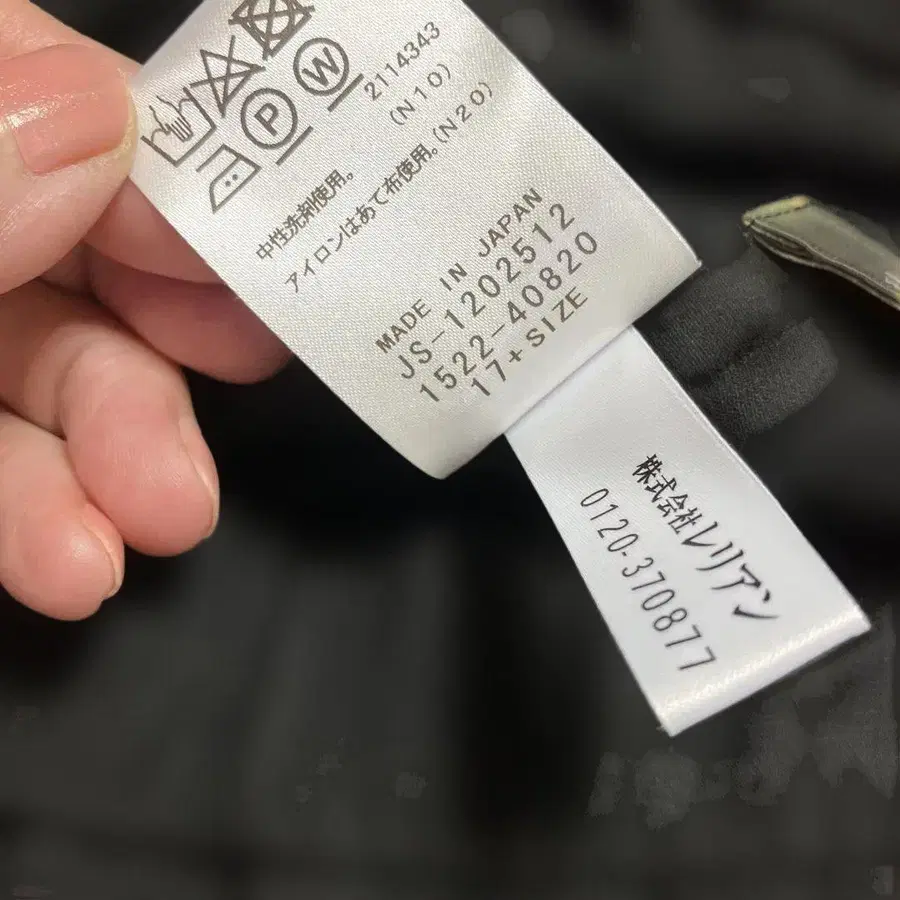 P
W
2114343
(N10)
中性洗剤使用。
アイロンはあて布使用。(N20)
MADE IN JAPAN
JS-1202512
1522-40820
17+SIZE
株式会社レリアン
0120-370877